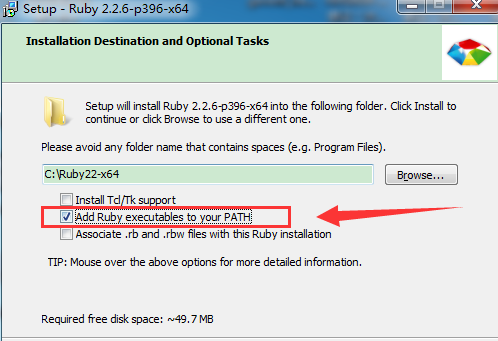 Setup - Ruby 2.2.6-p396-x64
Installation Destination and Optional Tasks
Setup will install Ruby 2.2.6-p396-x64 into the following folder. Click Install to
continue or click Browse to use a different one.
Please avoid any folder name that contains spaces (e.g. Program Files).
C:\Ruby22-x64
Browse...
Install Tcl/Tk support
Add Ruby executables to your PATH
Associate .rb and .rbw files with this Ruby installation
TIP: Mouse over the above options for more detailed information.
Required free disk space: ~49.7 MB